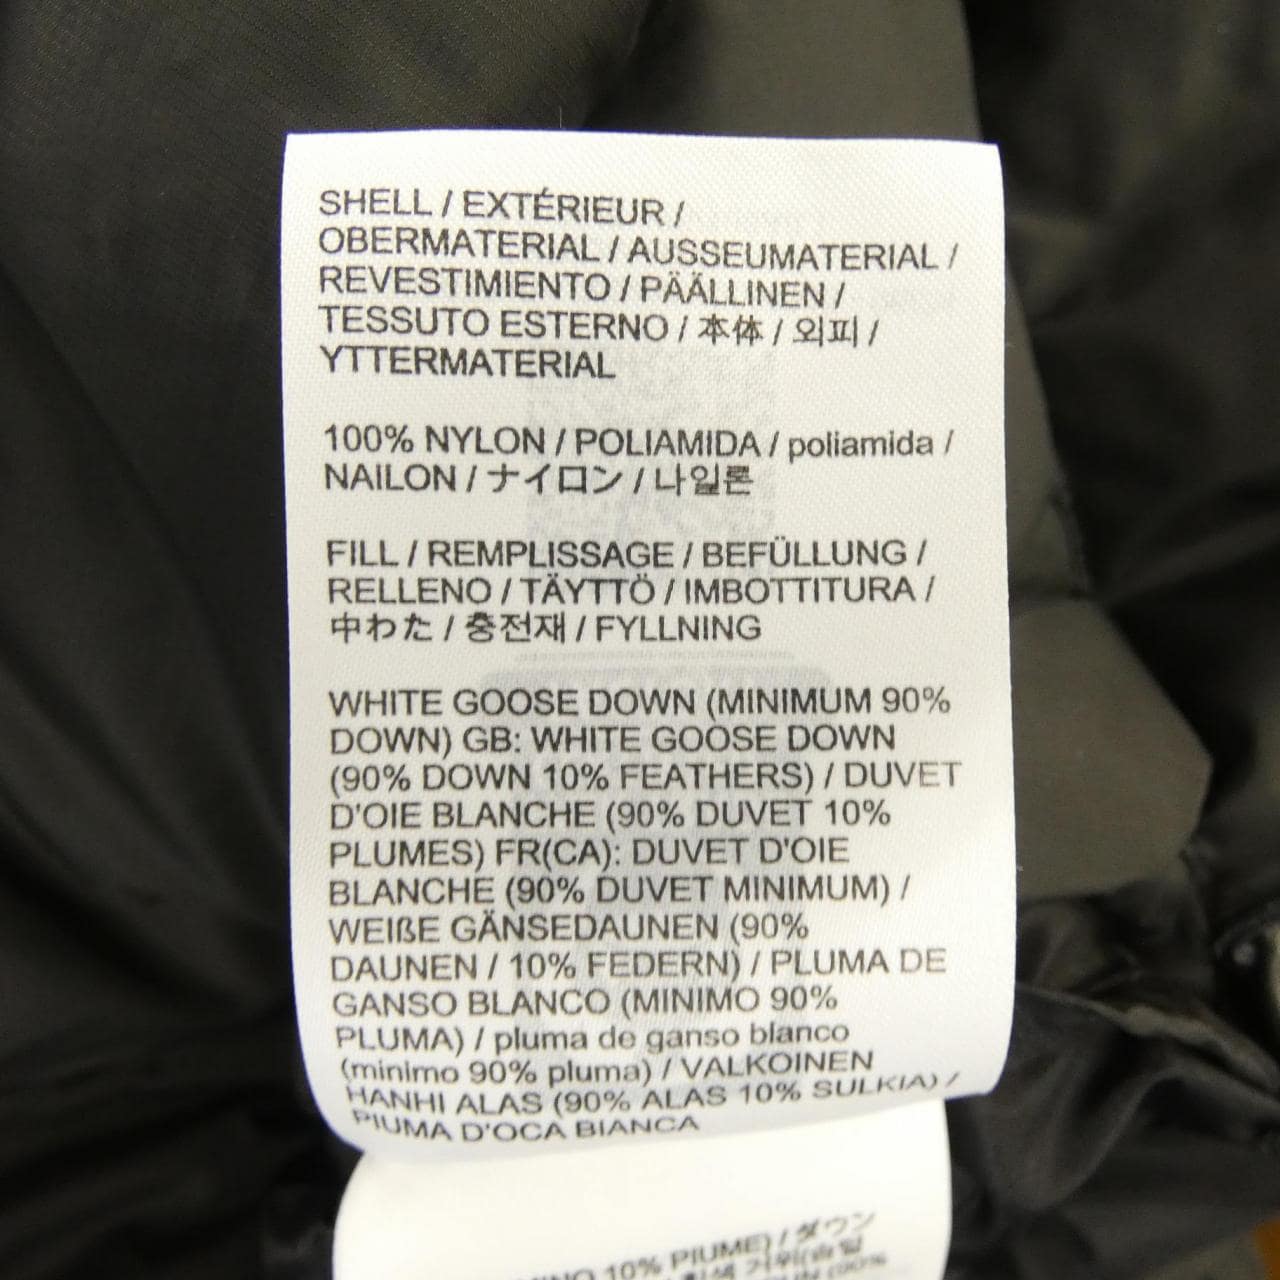 SHELL / EXTÉRIEUR /
OBERMATERIAL / AUSSEUMATERIAL /
REVESTIMIENTO / PÄÄLLINEN /
TESSUTO ESTERNO / 本体 / 외피 /
YTTERMATERIAL
100% NYLON / POLIAMIDA / poliamida /
NAILON / ナイロン / 나일론
FILL / REMPLISSAGE / BEFÜLLUNG /
RELLENO / TÄYTTÖ / IMBOTTITURA /
中わた / 충전재 / FYLLNING
WHITE GOOSE DOWN (MINIMUM 90%
DOWN) GB: WHITE GOOSE DOWN
(90% DOWN 10% FEATHERS) / DUVET
D'OIE BLANCHE (90% DUVET 10%
PLUMES) FR(CA): DUVET D'OIE
BLANCHE (90% DUVET MINIMUM) /
WEIßE GÄNSEDAUNEN (90%
DAUNEN / 10% FEDERN) / PLUMA DE
GANSO BLANCO (MINIMO 90%
PLUMA) / pluma de ganso blanco
(minimo 90% pluma) / VALKOINEN
HANHI ALAS (90% ALAS 10% SULKIA) /
PIUMA D'OCA BIANCA
10% PIUME) / ダウン